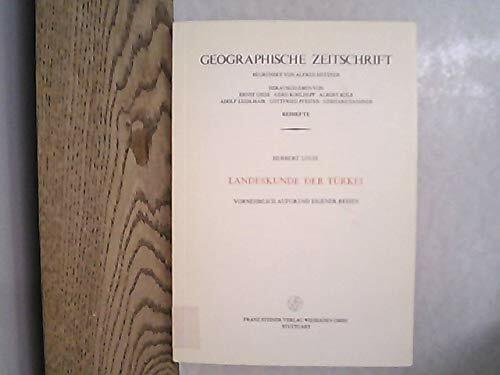 GEOGRAPHISCHE ZEITSCHRIFT
BEGRÜNDET VON ALFRED HETTNER
HERAUSGEGEBEN VON
ERNST GIESE · GERD KOHLHEPP · ALBERT KOLB
ADOLF LEIDLMAIR · GOTTFRIED PFEIFER · GERHARD SANDNER
BEIHEFTE
HERBERT LOUIS
LANDESKUNDE DER TÜRKEI
VORNEHMLICH AUFGRUND EIGENER REISEN
FRANZ STEINER VERLAG WIESBADEN GMBH
STUTTGART